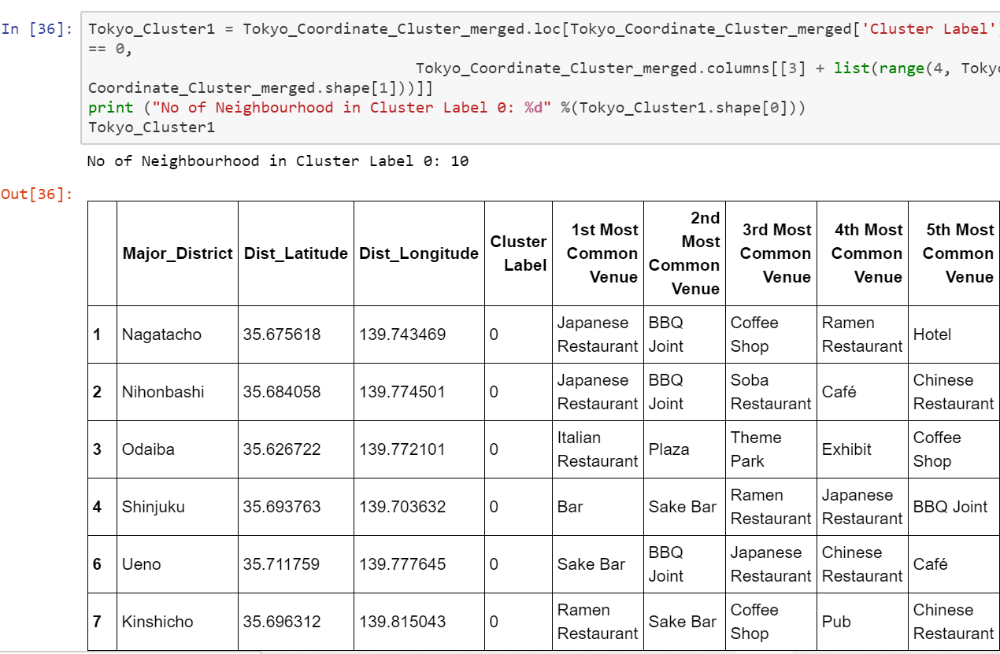 In [36]: Tokyo_Cluster1 = Tokyo_Coordinate_Cluster_merged.loc[Tokyo_Coordinate_Cluster_merged['Cluster Label']
== 0,
Tokyo_Coordinate_Cluster_merged.columns[[3] + list(range(4, Tokyo
Coordinate_Cluster_merged.shape[1]))]]
print ("No of Neighbourhood in Cluster Label 0: %d" %(Tokyo_Cluster1.shape[0]))
Tokyo_Cluster1
No of Neighbourhood in Cluster Label 0: 10
Out[36]:
Major_District Dist_Latitude Dist_Longitude Cluster Label 1st Most Common Venue 2nd Most Common Venue 3rd Most Common Venue 4th Most Common Venue 5th Most Common Venue
1 Nagatacho 35.675618 139.743469 0 Japanese Restaurant BBQ Joint Coffee Shop Ramen Restaurant Hotel
2 Nihonbashi 35.684058 139.774501 0 Japanese Restaurant BBQ Joint Soba Restaurant Café Chinese Restaurant
3 Odaiba 35.626722 139.772101 0 Italian Restaurant Plaza Theme Park Exhibit Coffee Shop
4 Shinjuku 35.693763 139.703632 0 Bar Sake Bar Ramen Restaurant Japanese Restaurant BBQ Joint
6 Ueno 35.711759 139.777645 0 Sake Bar BBQ Joint Japanese Restaurant Chinese Restaurant Café
7 Kinshicho 35.696312 139.815043 0 Ramen Restaurant Sake Bar Coffee Shop Pub Chinese Restaurant